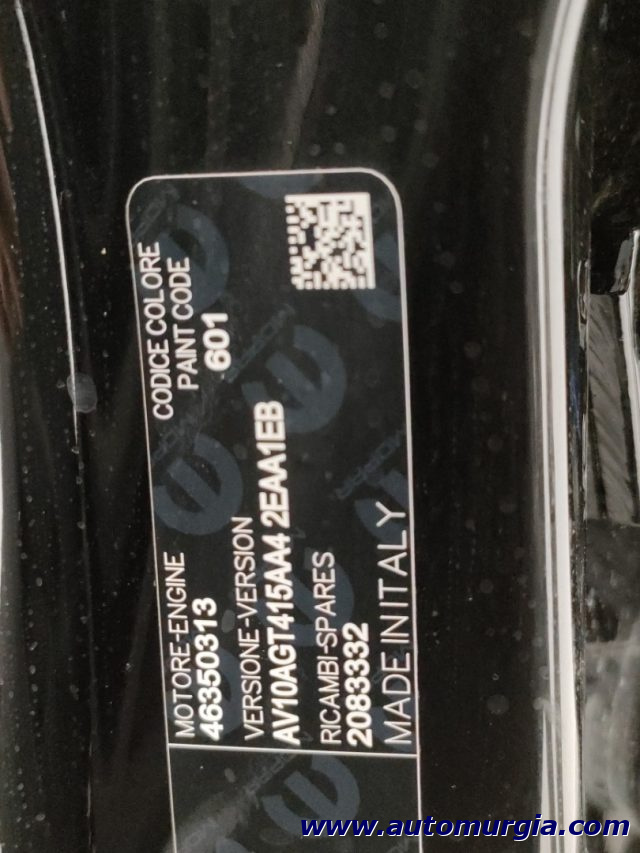 MOTORE-ENGINE
46350313
CODICE COLORE
PAINT CODE
601
VERSIONE-VERSION
AV10AGT415AA4 2EAA1EB
RICAMBI-SPARES
2083332
MADE IN ITALY
www.automurgia.com